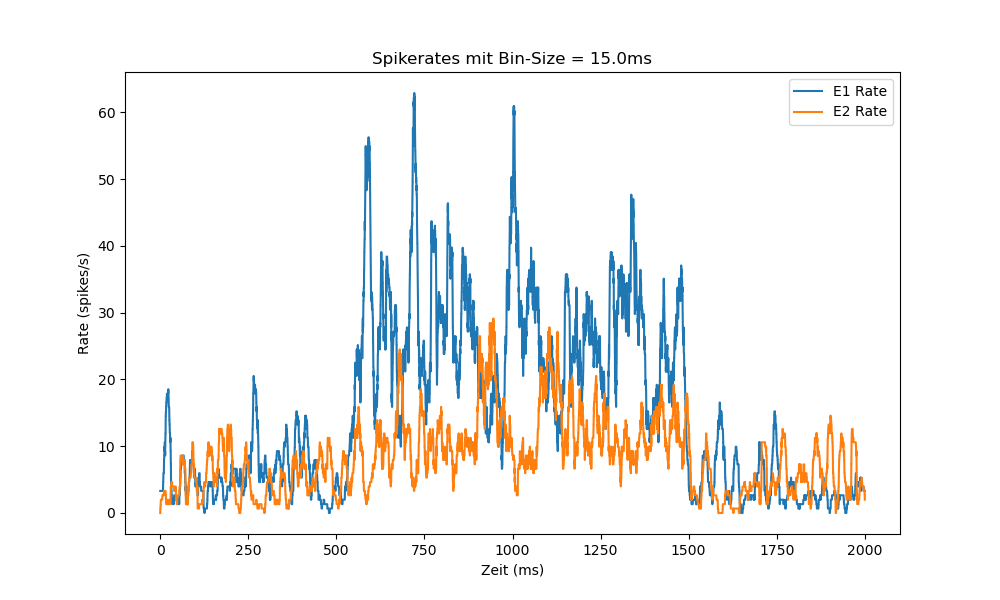 Spikerates mit Bin-Size = 15.0ms
E1 Rate
E2 Rate
60
50
40
30
20
10
0
Rate (spikes/s)
0 250 500 750 1000 1250 1500 1750 2000
Zeit (ms)